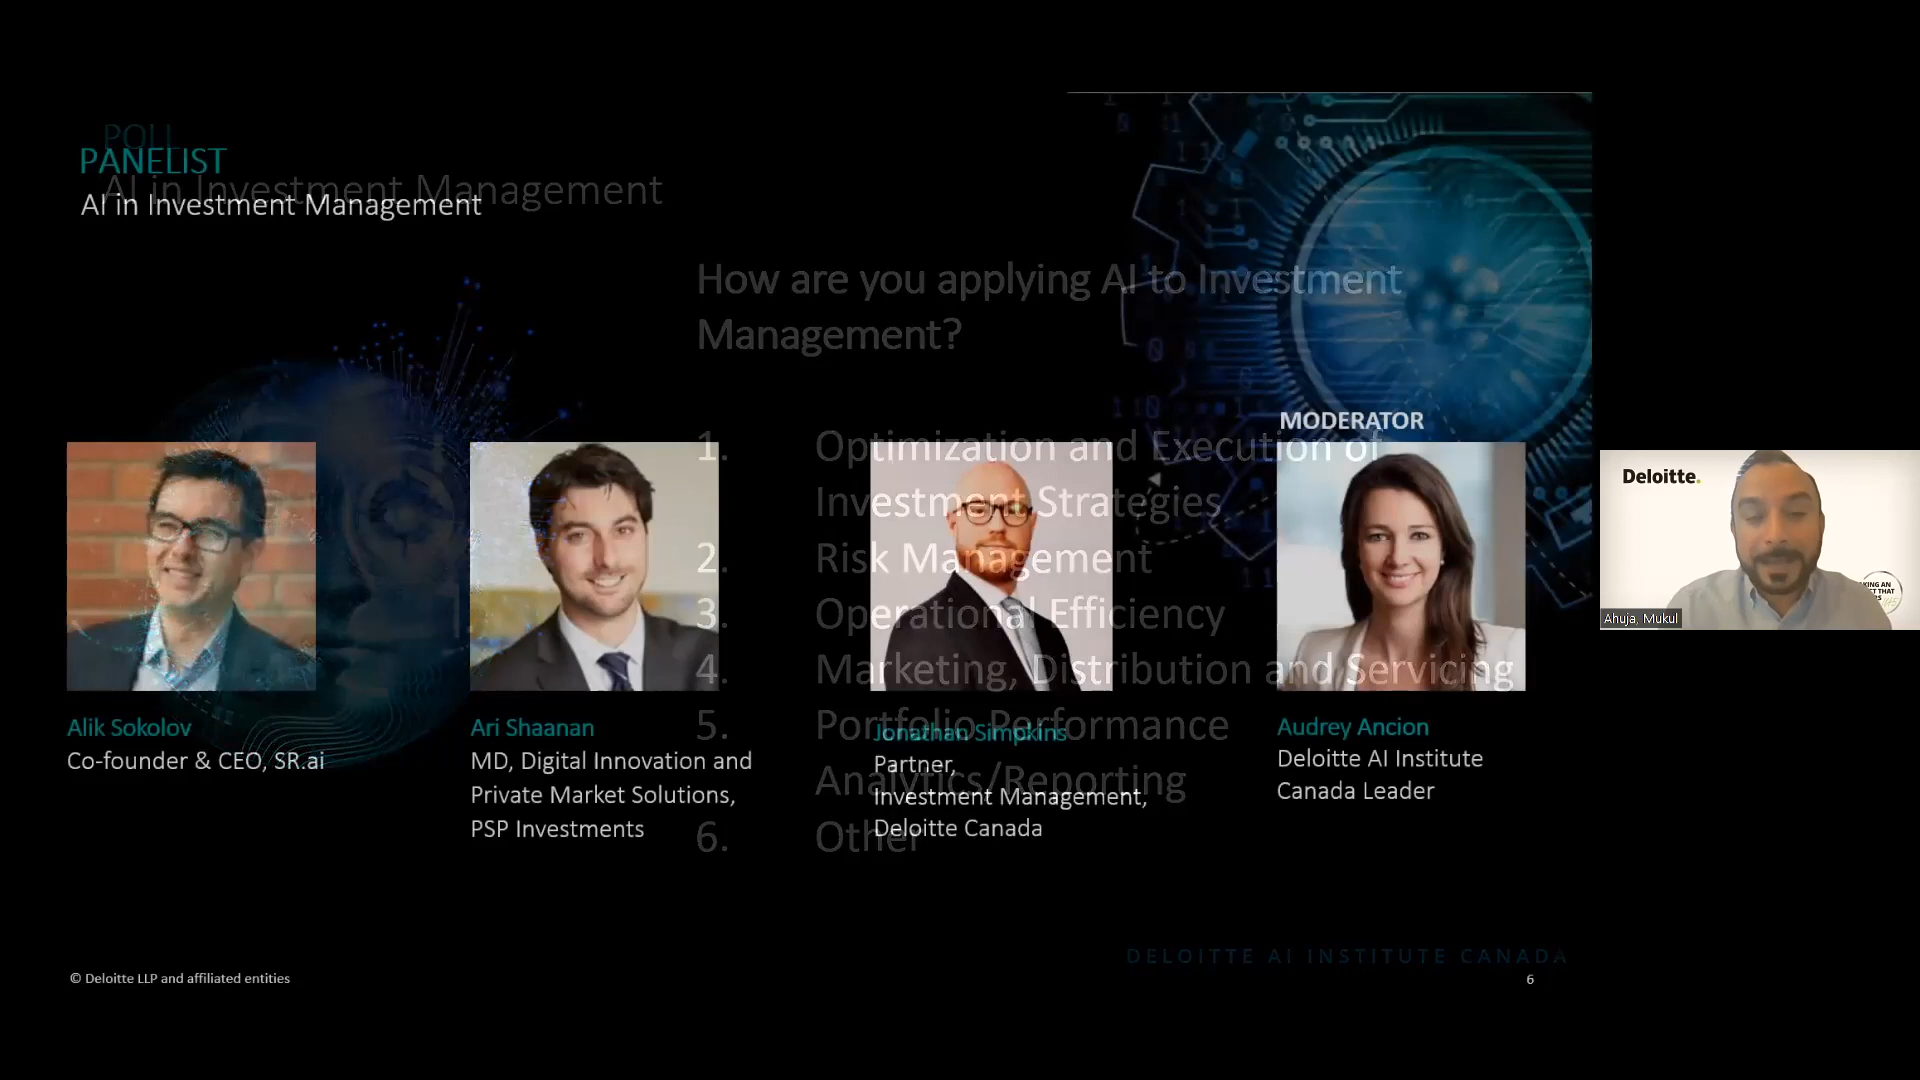 POLL
PANELIST
AI in Investment Management
AI in Investment Management
How are you applying AI to Investment
Management?
MODERATOR
1. Optimization and Execution of
Investment Strategies
2. Risk Management
3. Operational Efficiency
4. Marketing, Distribution and Servicing
5. Portfolio Performance
Analytics/Reporting
6. Other
Alik Sokolov
Co-founder & CEO, SR.ai
Ari Shaanan
MD, Digital Innovation and
Private Market Solutions,
PSP Investments
Jonathan Simpkins
Partner,
Investment Management,
Deloitte Canada
Audrey Ancion
Deloitte AI Institute
Canada Leader
Deloitte.
KING AN
CT THAT
Ahuja, Mukul
DELOITTE AI INSTITUTE CANADA
© Deloitte LLP and affiliated entities
6